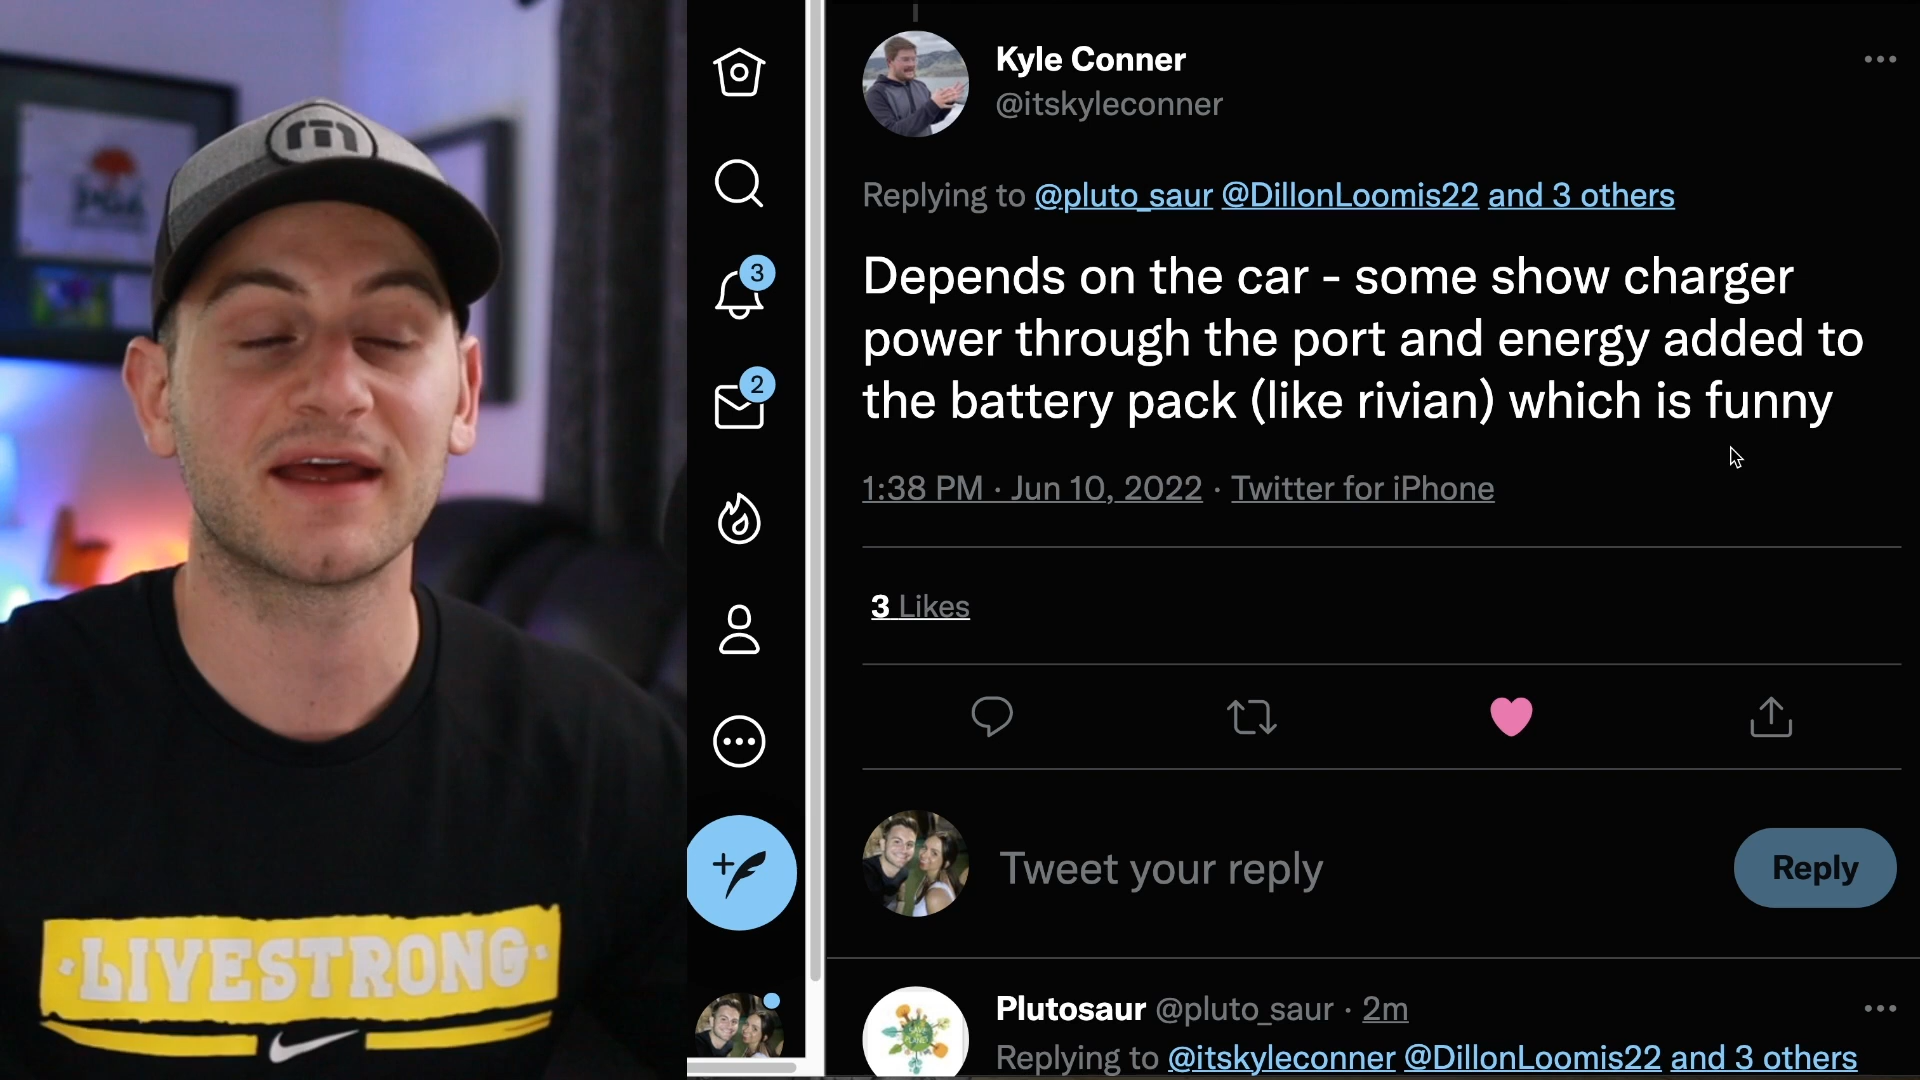 PGA
LIVESTRONG
3
2
Kyle Conner
@itskyleconner
Replying to @pluto_saur @DillonLoomis22 and 3 others
Depends on the car - some show charger
power through the port and energy added to
the battery pack (like rivian) which is funny
1:38 PM · Jun 10, 2022 · Twitter for iPhone
3 Likes
Tweet your reply
Reply
Plutosaur @pluto_saur · 2m
Replying to @itskyleconner @DillonLoomis22 and 3 others